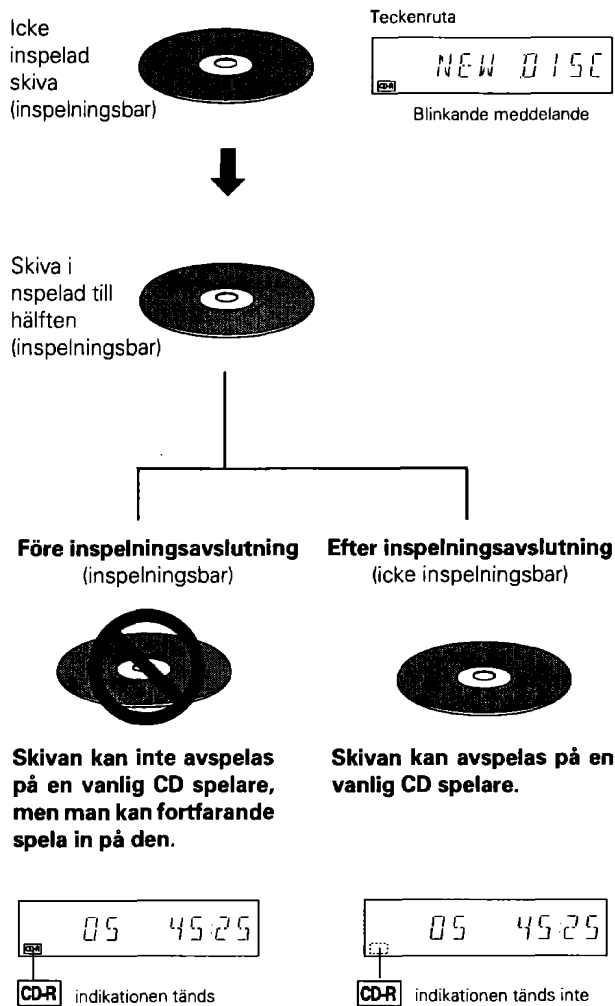 Icke
inspelad
skiva
(inspelningsbar)
Teckenruta
NEW DISC
CD-R
Blinkande meddelande
Skiva i
nspelad till
hälften
(inspelningsbar)
Före inspelningsavslutning
(inspelningsbar)
Efter inspelningsavslutning
(icke inspelningsbar)
Skivan kan inte avspelas
på en vanlig CD spelare,
men man kan fortfarande
spela in på den.
Skivan kan avspelas på en
vanlig CD spelare.
05 45:25
CD-R
CD-R indikationen tänds
05 45:25
CD-R indikationen tänds inte